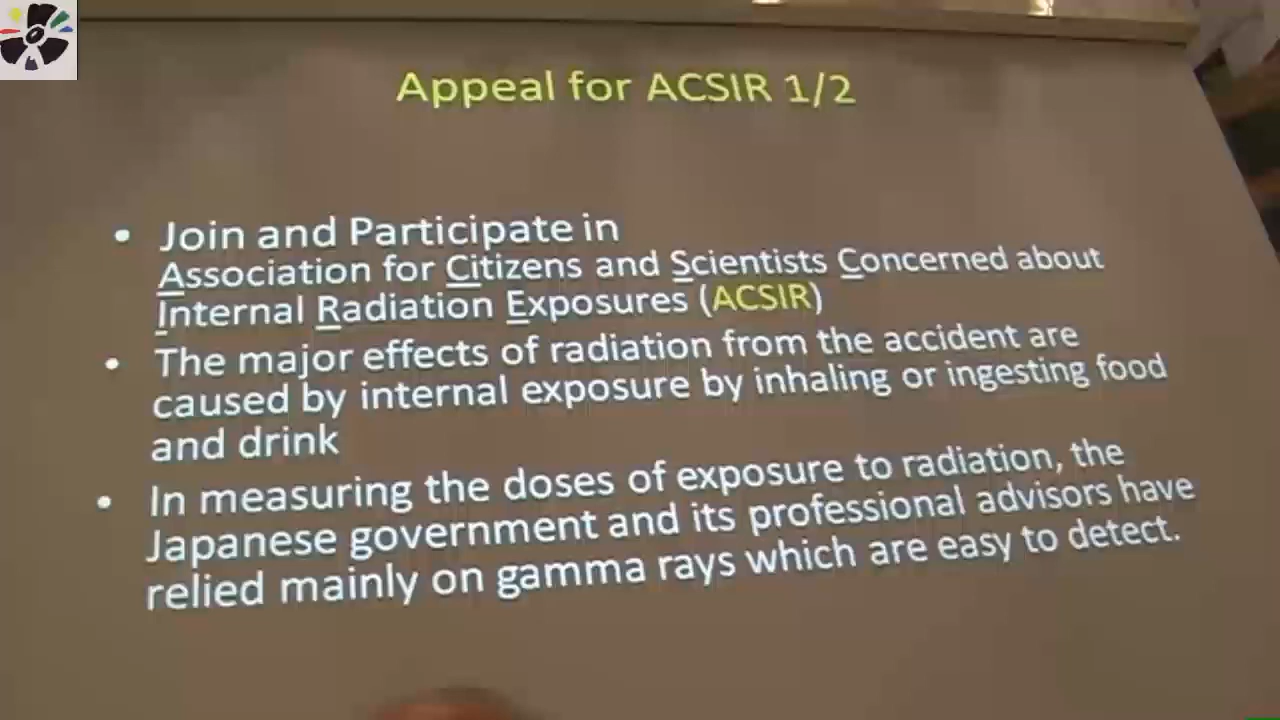 Appeal for ACSIR 1/2
• Join and Participate in
Association for Citizens and Scientists Concerned about
Internal Radiation Exposures (ACSIR)
• The major effects of radiation from the accident are
caused by internal exposure by inhaling or ingesting food
and drink
• In measuring the doses of exposure to radiation, the
Japanese government and its professional advisors have
relied mainly on gamma rays which are easy to detect.